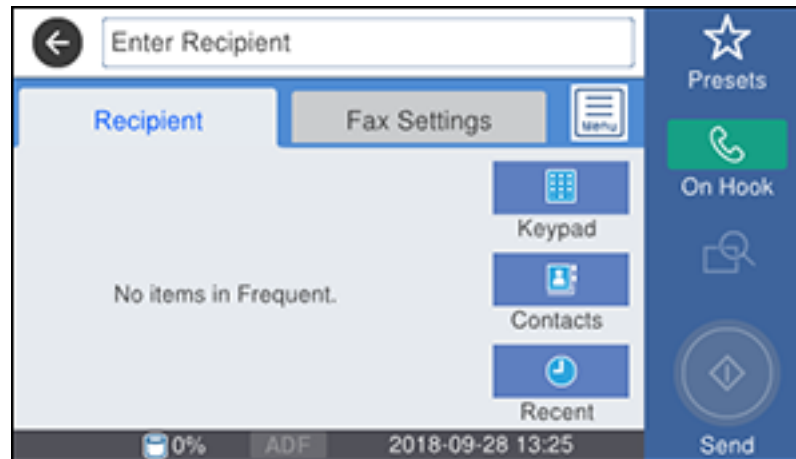 Enter Recipient
Presets
Recipient
Fax Settings
Menu
On Hook
Keypad
No items in Frequent.
Contacts
Recent
0%
ADF
2018-09-28 13:25
Send